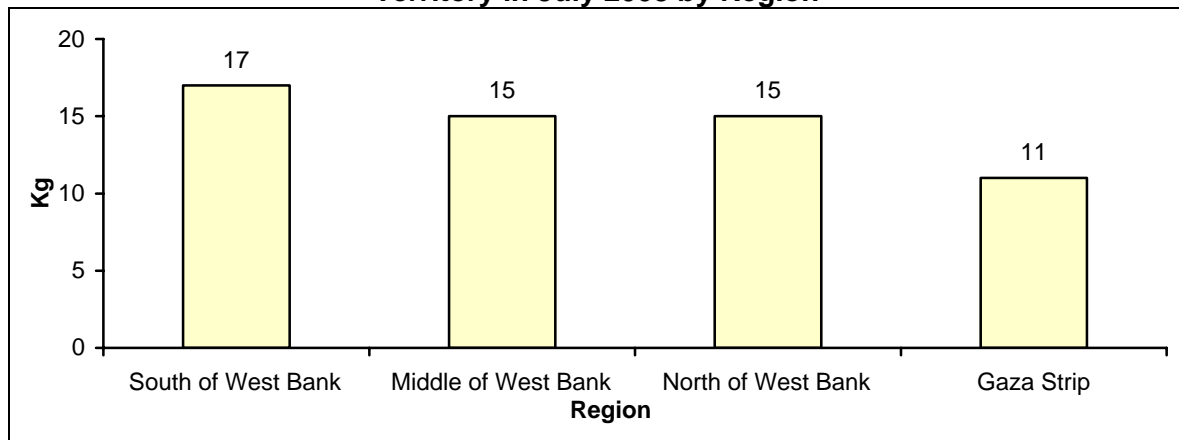 20
17
15
15
15
11
10
5
0
Kg
South of West Bank
Middle of West Bank
North of West Bank
Gaza Strip
Region